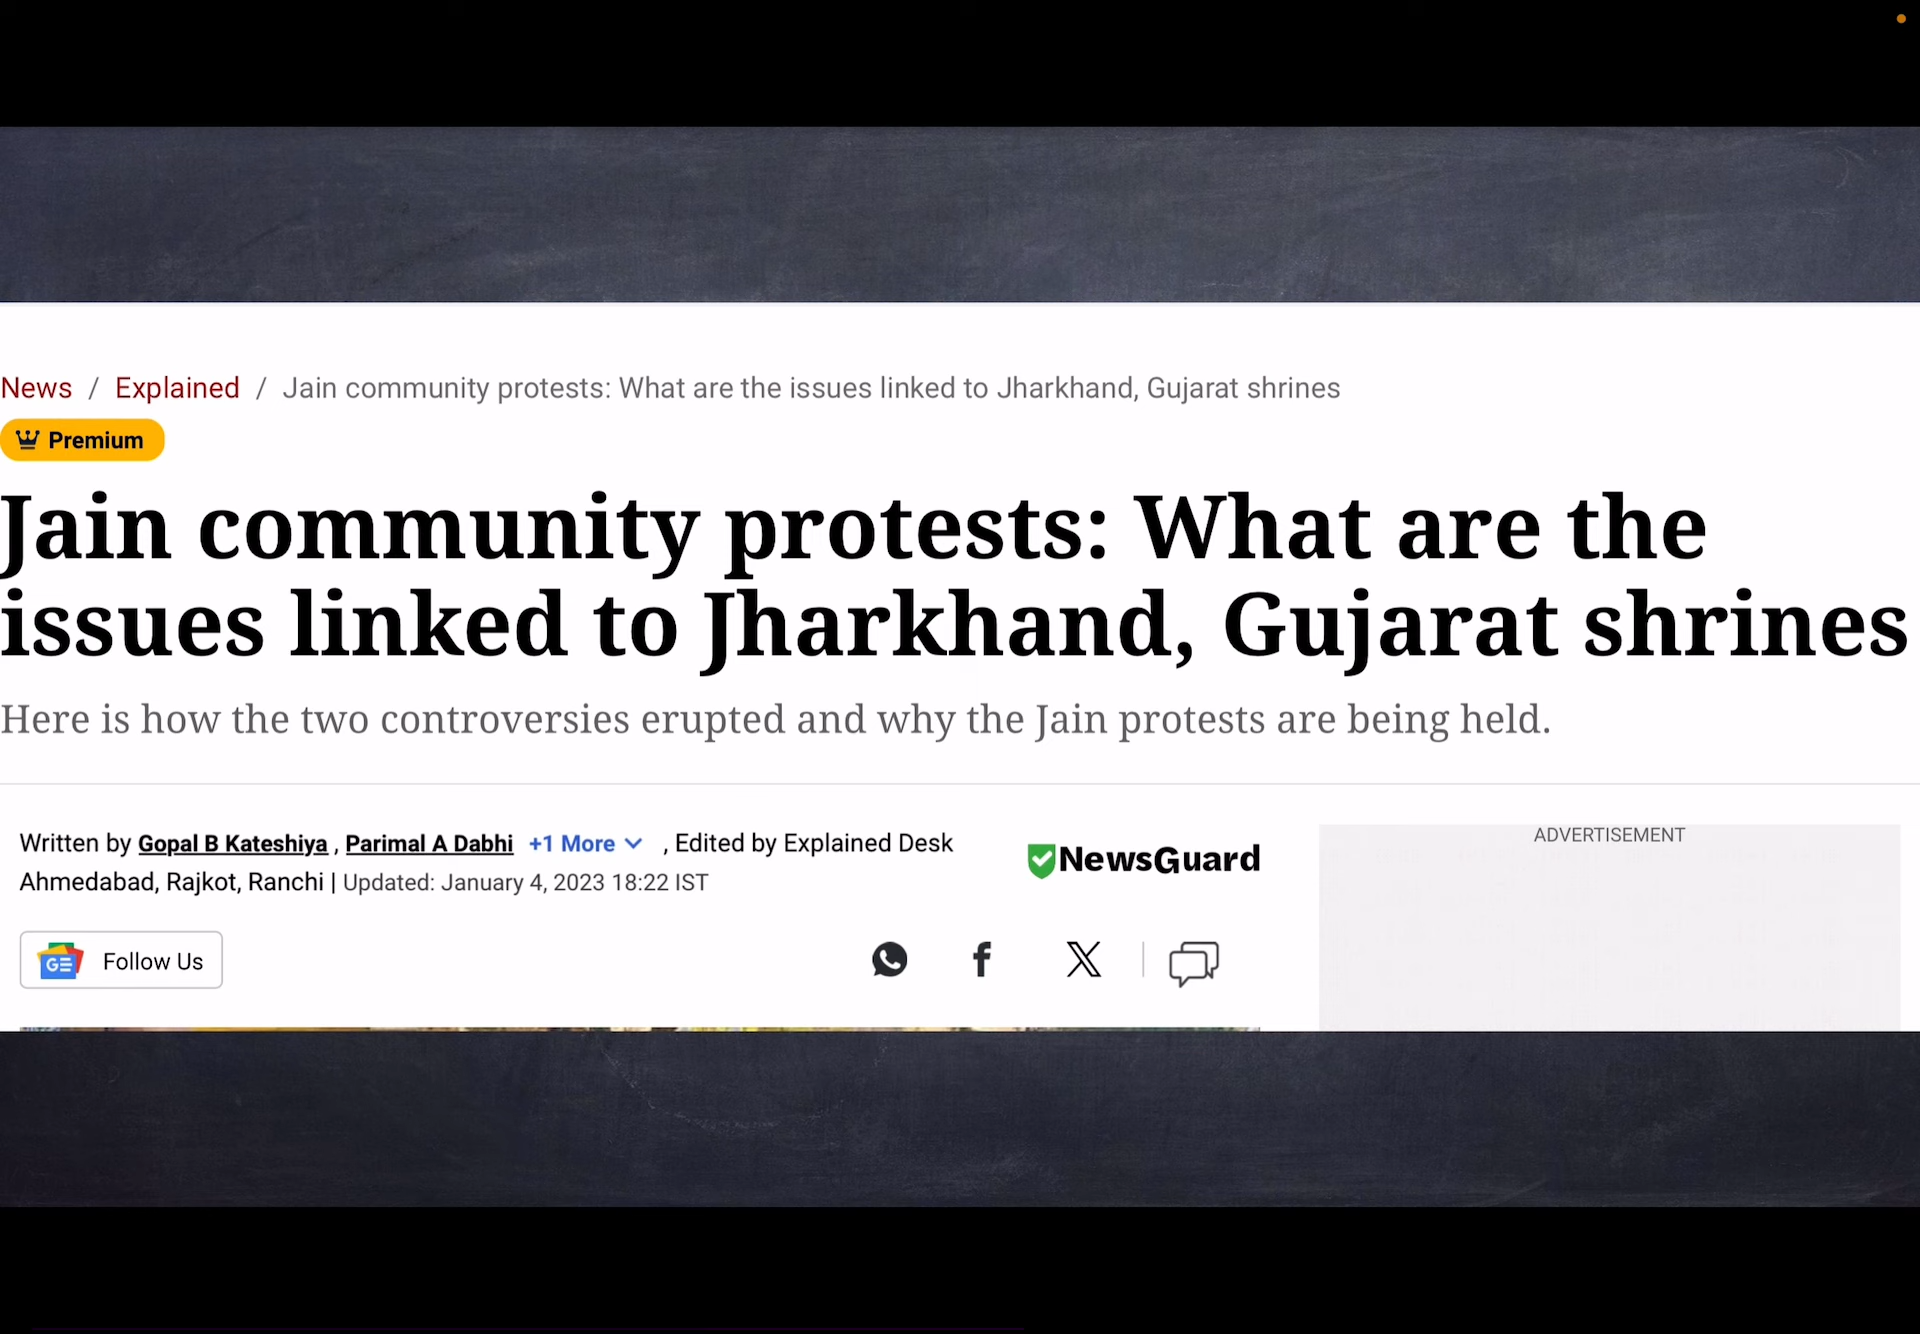 News / Explained / Jain community protests: What are the issues linked to Jharkhand, Gujarat shrines
Premium
Jain community protests: What are the
issues linked to Jharkhand, Gujarat shrines
Here is how the two controversies erupted and why the Jain protests are being held.
Written by Gopal B Kateshiya , Parimal A Dabhi +1 More , Edited by Explained Desk
Ahmedabad, Rajkot, Ranchi | Updated: January 4, 2023 18:22 IST
NewsGuard
ADVERTISEMENT
GE Follow Us